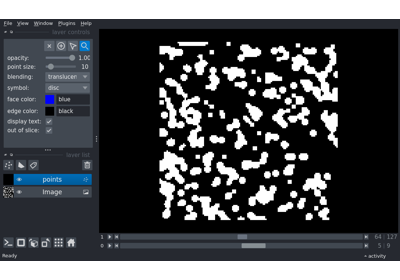 File View Window Plugins Help
layer controls
opacity: 1.00
point size: 10
blending: translucen
symbol: disc
face color: blue
edge color: black
display text:
out of slice:
layer list
points
Image
1 64 127
0 5 9
Ready activity